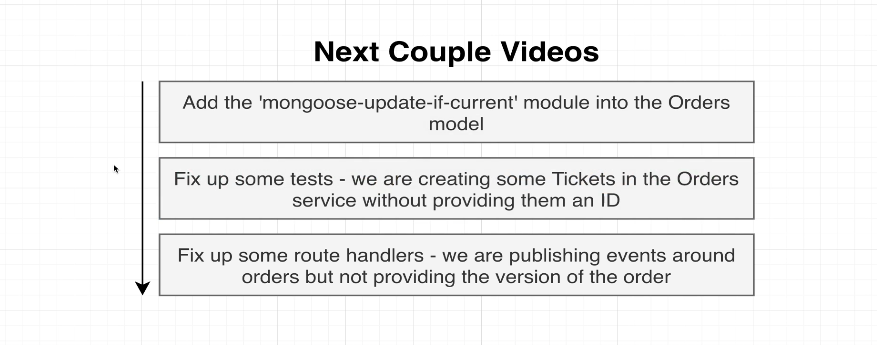 Next Couple Videos
Add the 'mongoose-update-if-current' module into the Orders
model
Fix up some tests - we are creating some Tickets in the Orders
service without providing them an ID
Fix up some route handlers - we are publishing events around
orders but not providing the version of the order